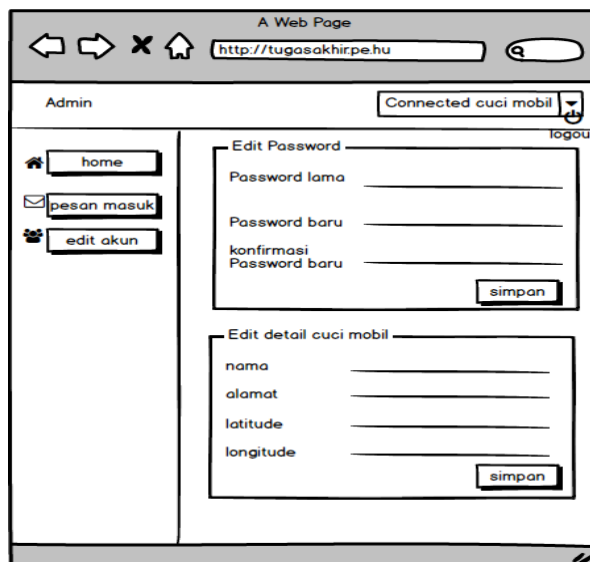 A Web Page
http://tugasakhir.pe.hu
Admin
Connected cuci mobil
logou
home
pesan masuk
edit akun
Edit Password
Password lama
Password baru
konfirmasi
Password baru
simpan
Edit detail cuci mobil
nama
alamat
latitude
longitude
simpan